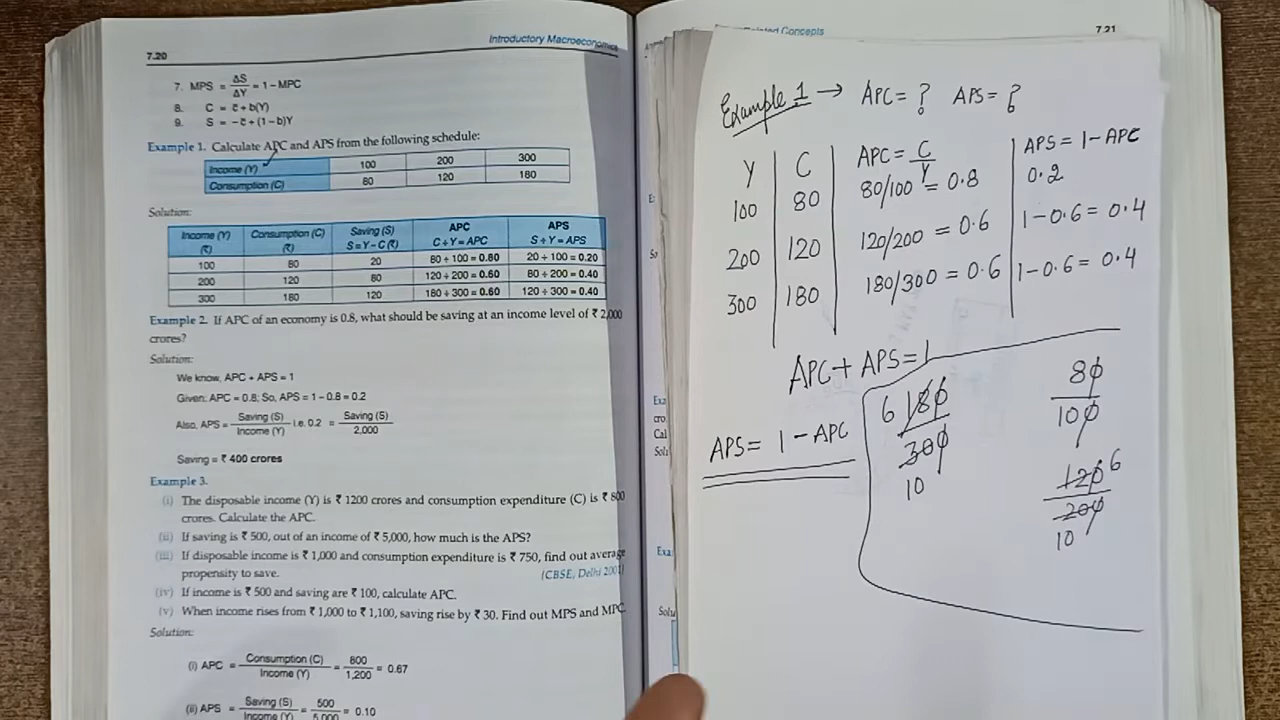 7.20
Introductory Macroeconomics
7. MPS = ΔS/ΔY = 1 – MPC
8. C = c̄ + b(Y)
9. S = –c̄ + (1 – b)Y
Example 1. Calculate APC and APS from the following schedule:
Income (Y) 100 200 300
Consumption (C) 80 120 180
Solution:
Income (Y) (₹) Consumption (C) (₹) Saving (S) S = Y – C (₹) APC C ÷ Y = APC APS S ÷ Y = APS
100 80 20 80 ÷ 100 = 0.80 20 ÷ 100 = 0.20
200 120 80 120 ÷ 200 = 0.60 80 ÷ 200 = 0.40
300 180 120 180 ÷ 300 = 0.60 120 ÷ 300 = 0.40
Example 2. If APC of an economy is 0.8, what should be saving at an income level of ₹ 2,000
crores?
Solution:
We know, APC + APS = 1
Given: APC = 0.8; So, APS = 1 – 0.8 = 0.2
Also, APS = Saving (S)/Income (Y) i.e. 0.2 = Saving (S)/2,000
Saving = ₹ 400 crores
Example 3.
(i) The disposable income (Y) is ₹ 1200 crores and consumption expenditure (C) is ₹ 800
crores. Calculate the APC.
(ii) If saving is ₹ 500, out of an income of ₹ 5,000, how much is the APS?
(iii) If disposable income is ₹ 1,000 and consumption expenditure is ₹ 750, find out average
propensity to save. (CBSE, Delhi 2001)
(iv) If income is ₹ 500 and saving are ₹ 100, calculate APC.
(v) When income rises from ₹ 1,000 to ₹ 1,100, saving rise by ₹ 30. Find out MPS and MPC.
Solution:
(i) APC = Consumption (C)/Income (Y) = 800/1,200 = 0.67
(ii) APS = Saving (S)/Income (Y) = 500/5,000 = 0.10
Concepts
7.21
Example 1 → APC = ? APS = ?
Y C APC = C/Y APS = 1 – APC
100 80 80/100 = 0.8 0.2
200 120 120/200 = 0.6 1 – 0.6 = 0.4
300 180 180/300 = 0.6 1 – 0.6 = 0.4
APC + APS = 1
APS = 1 – APC
6 180
300
10
80
100
120 6
200
10